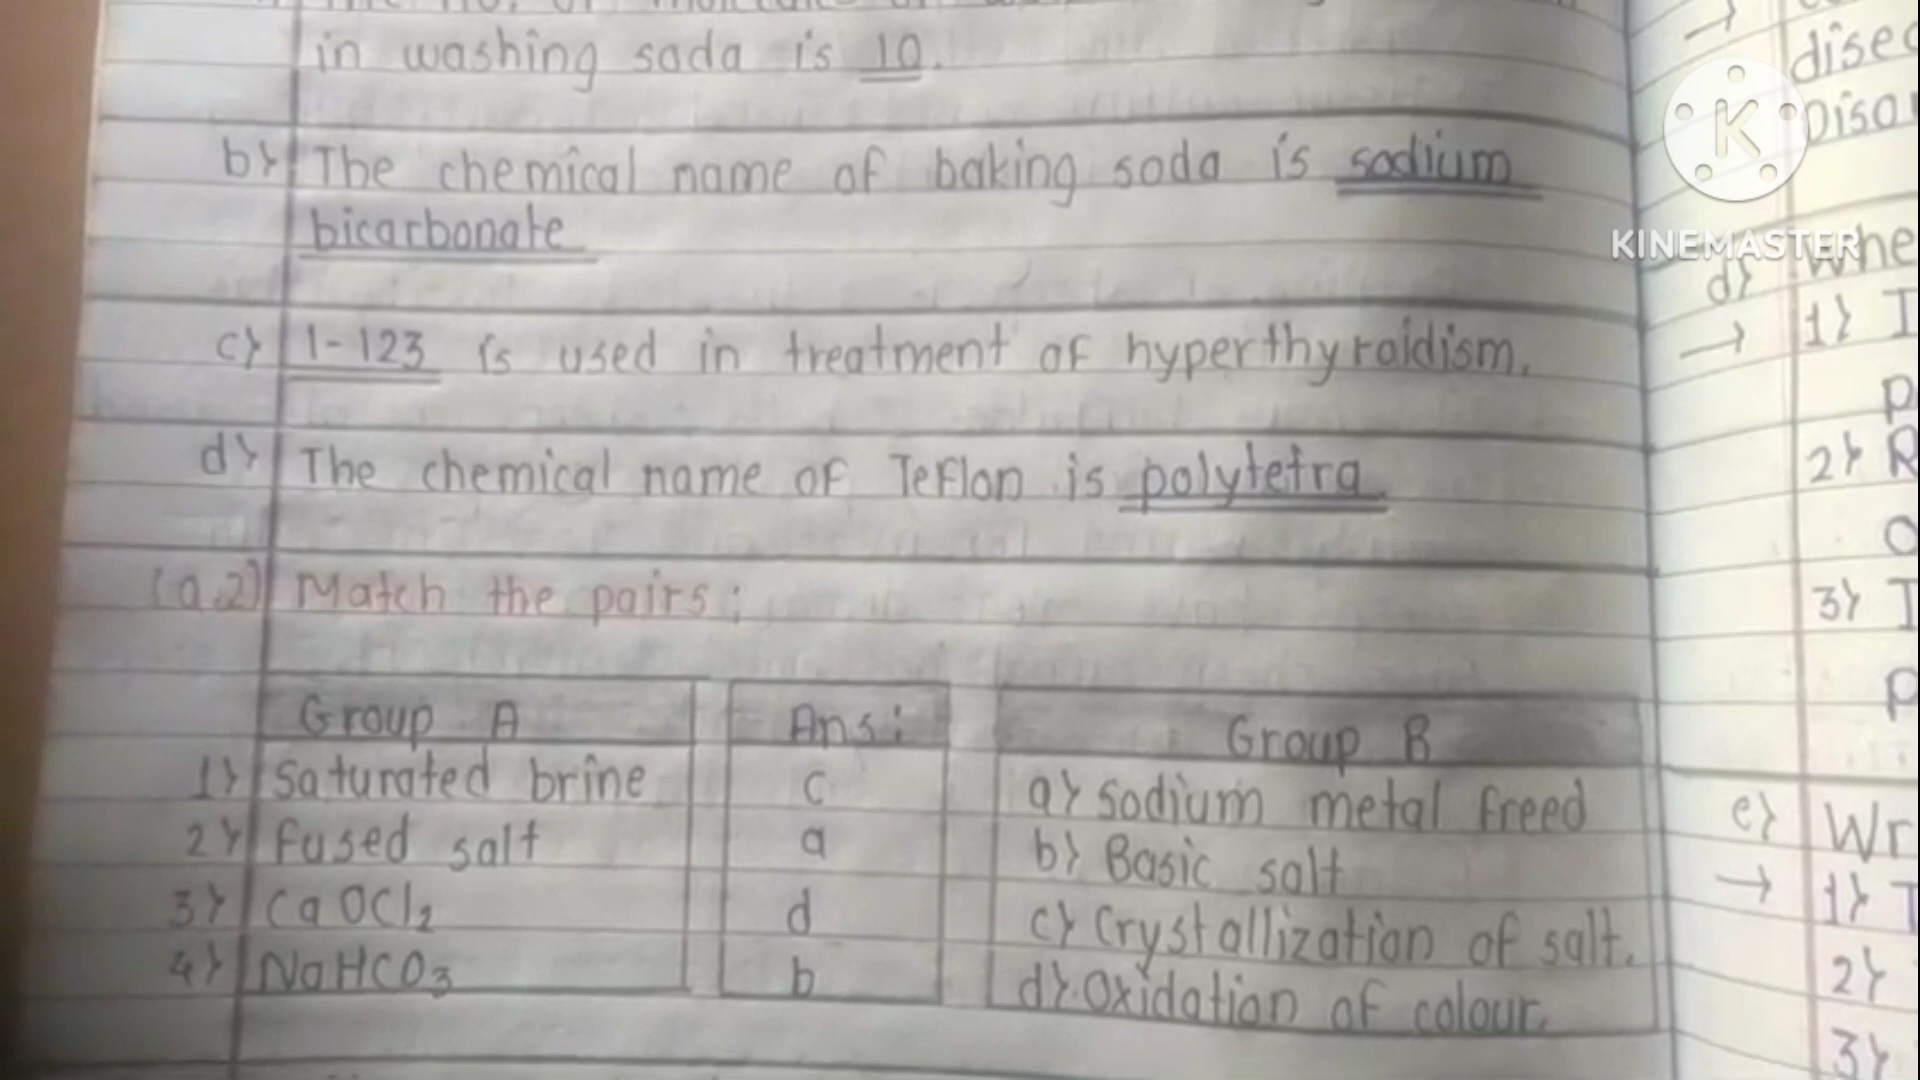 in washing soda is 10.
b} The chemical name of baking soda is sodium
bicarbonate
c} 1-123 is used in treatment of hyperthyroidism.
d} The chemical name of Teflon is polytetra
(Q.2) Match the pairs:
Group A Ans: Group B
1} Saturated brine c a} Sodium metal freed
2} Fused salt a b} Basic salt
3} CaOCl2 d c} Crystallization of salt.
4} NaHCO3 b d} Oxidation of colour.
K
KINEMASTER
d}
→ 1} I
2} R
3} I
e} Wr
→ 1} T
2}
3}